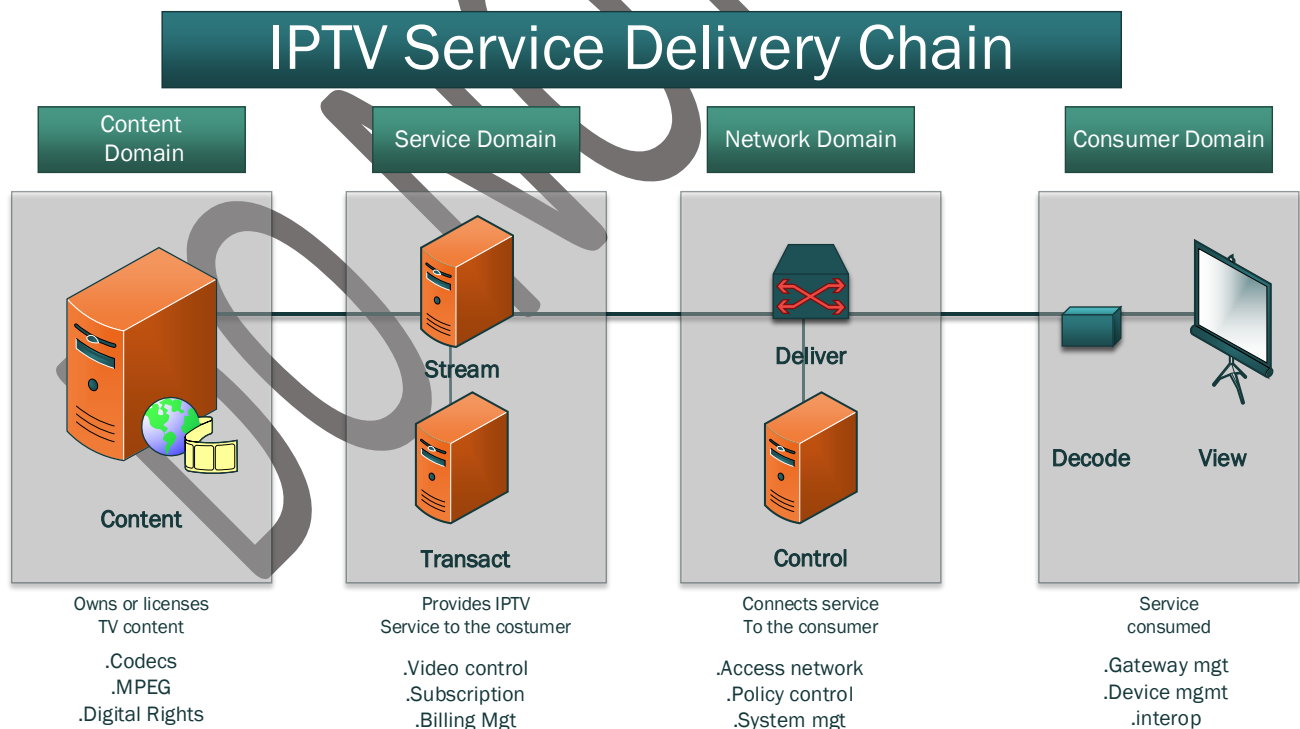 IPTV Service Delivery Chain
Content
Domain
Service Domain
Network Domain
Consumer Domain
Content
Stream
Transact
Deliver
Control
Decode
View
Owns or licenses
TV content
.Codecs
.MPEG
.Digital Rights
Provides IPTV
Service to the costumer
.Video control
.Subscription
.Billing Mgt
Connects service
To the consumer
.Access network
.Policy control
.System mgt
Service
consumed
.Gateway mgt
.Device mgmt
.interop